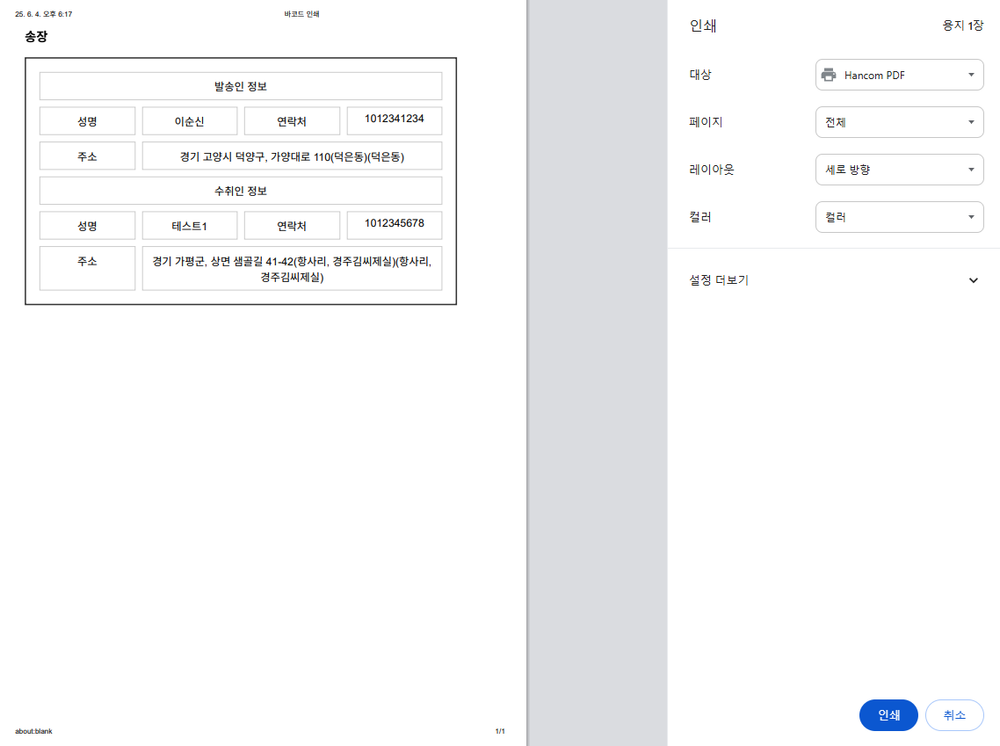 25. 6. 4. 오후 6:17
바코드 인쇄
송장
발송인 정보
성명 이순신 연락처 1012341234
주소 경기 고양시 덕양구, 가양대로 110(덕은동)(덕은동)
수취인 정보
성명 테스트1 연락처 1012345678
주소 경기 가평군, 상면 샘골길 41-42(항사리, 경주김씨제실)(항사리,
경주김씨제실)
about:blank
1/1
인쇄
용지 1장
대상 Hancom PDF
페이지 전체
레이아웃 세로 방향
컬러 컬러
설정 더보기
인쇄 취소